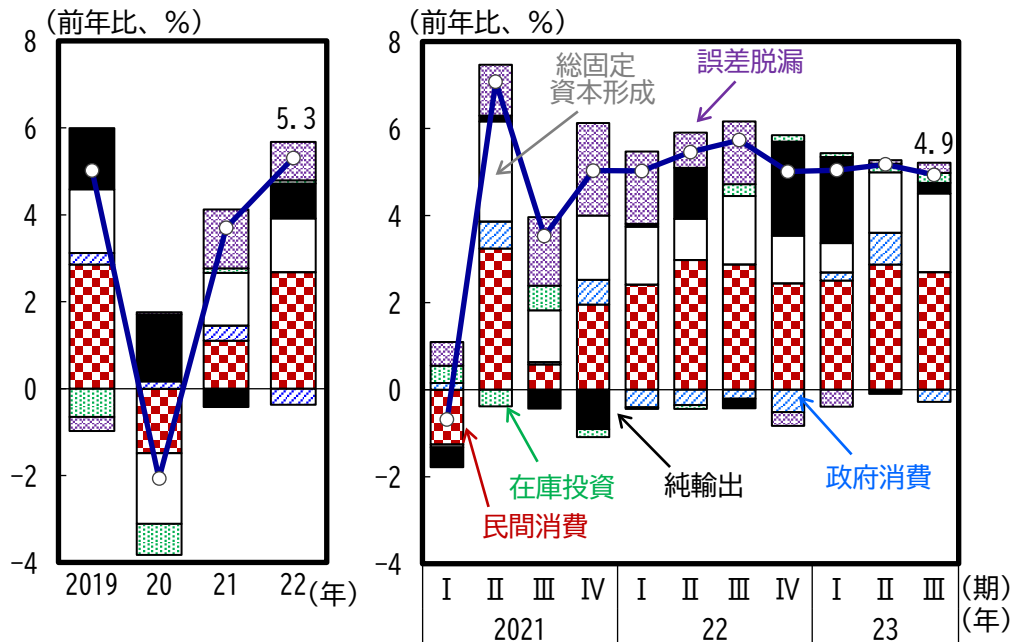 (前年比、%)
8
6
4
2
0
−2
−4
5.3
2019 20 21 22 (年)
(前年比、%)
8
6
4
2
0
−2
−4
総固定
資本形成
誤差脱漏
4.9
在庫投資
純輸出
政府消費
民間消費
Ⅰ Ⅱ Ⅲ Ⅳ Ⅰ Ⅱ Ⅲ Ⅳ Ⅰ Ⅱ Ⅲ (期)
2021 22 23 (年)